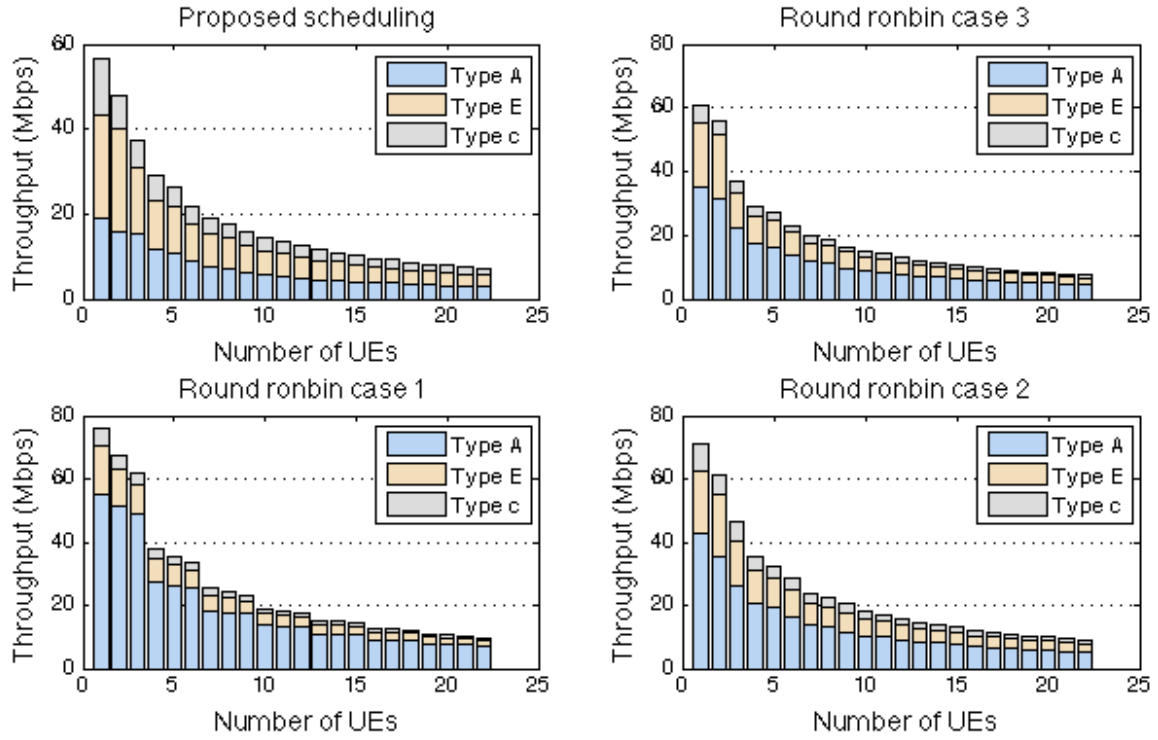 Proposed scheduling
60
40
20
0
Throughput (Mbps)
Type A
Type E
Type c
0 5 10 15 20 25
Number of UEs
Round ronbin case 3
80
60
40
20
0
Throughput (Mbps)
Type A
Type E
Type c
0 5 10 15 20 25
Number of UEs
Round ronbin case 1
80
60
40
20
0
Throughput (Mbps)
Type A
Type E
Type c
0 5 10 15 20 25
Number of UEs
Round ronbin case 2
80
60
40
20
0
Throughput (Mbps)
Type A
Type E
Type c
0 5 10 15 20 25
Number of UEs